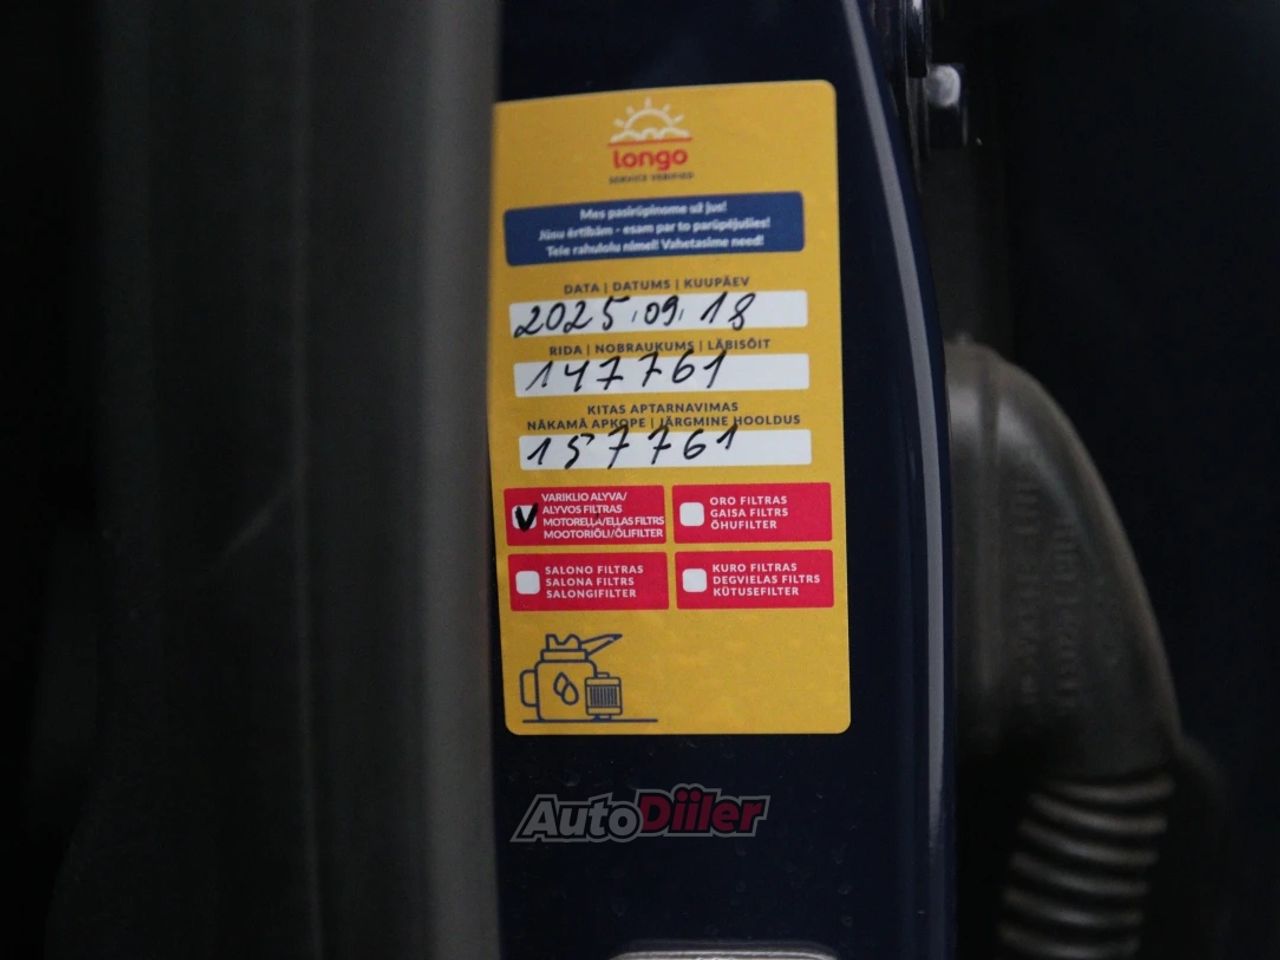 longo
SERVICE VERIFIED
Mes pasirūpinome už jus!
Jūsu ērtībām - esam par to parūpējušies!
Teie rahulolu nimel! Vahetasime need!
DATA | DATUMS | KUUPÄEV
2025.09.18
RIDA | NOBRAUKUMS | LÄBISÕIT
147761
KITAS APTARNAVIMAS
NĀKAMĀ APKOPE | JÄRGMINE HOOLDUS
157761
V
VARIKLIO ALYVA/
ALYVOS FILTRAS
MOTOREĻĻA/EĻĻAS FILTRS
MOOTORIÕLI/ÕLIFILTER
ORO FILTRAS
GAISA FILTRS
ÕHUFILTER
SALONO FILTRAS
SALONA FILTRS
SALONGIFILTER
KURO FILTRAS
DEGVIELAS FILTRS
KÜTUSEFILTER
AutoDiiler